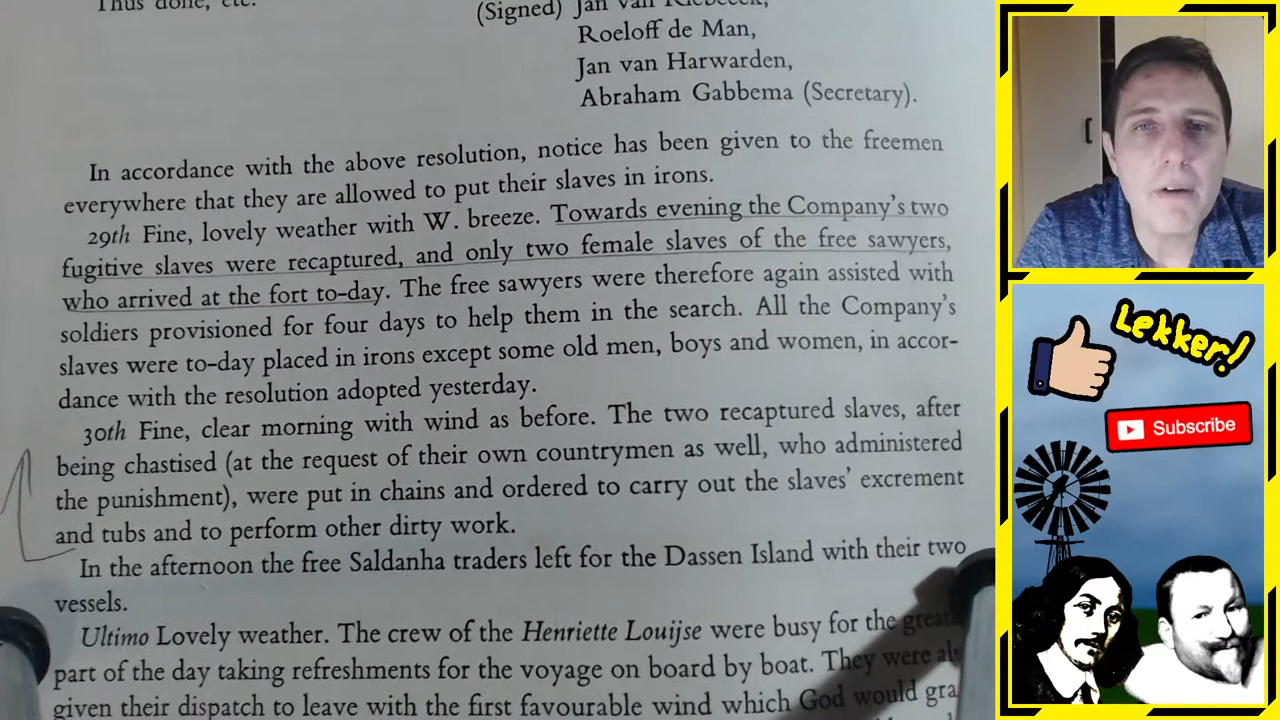 Thus done, etc.
(Signed) Jan van Riebeeck,
Roeloff de Man,
Jan van Harwarden,
Abraham Gabbema (Secretary).
In accordance with the above resolution, notice has been given to the freemen
everywhere that they are allowed to put their slaves in irons.
29th Fine, lovely weather with W. breeze. Towards evening the Company's two
fugitive slaves were recaptured, and only two female slaves of the free sawyers,
who arrived at the fort to-day. The free sawyers were therefore again assisted with
soldiers provisioned for four days to help them in the search. All the Company's
slaves were to-day placed in irons except some old men, boys and women, in accor-
dance with the resolution adopted yesterday.
30th Fine, clear morning with wind as before. The two recaptured slaves, after
being chastised (at the request of their own countrymen as well, who administered
the punishment), were put in chains and ordered to carry out the slaves' excrement
and tubs and to perform other dirty work.
In the afternoon the free Saldanha traders left for the Dassen Island with their two
vessels.
Ultimo Lovely weather. The crew of the Henriette Louijse were busy for the
part of the day taking refreshments for the voyage on board by boat. They were
given their dispatch to leave with the first favourable wind which God would
Lekker!
Subscribe